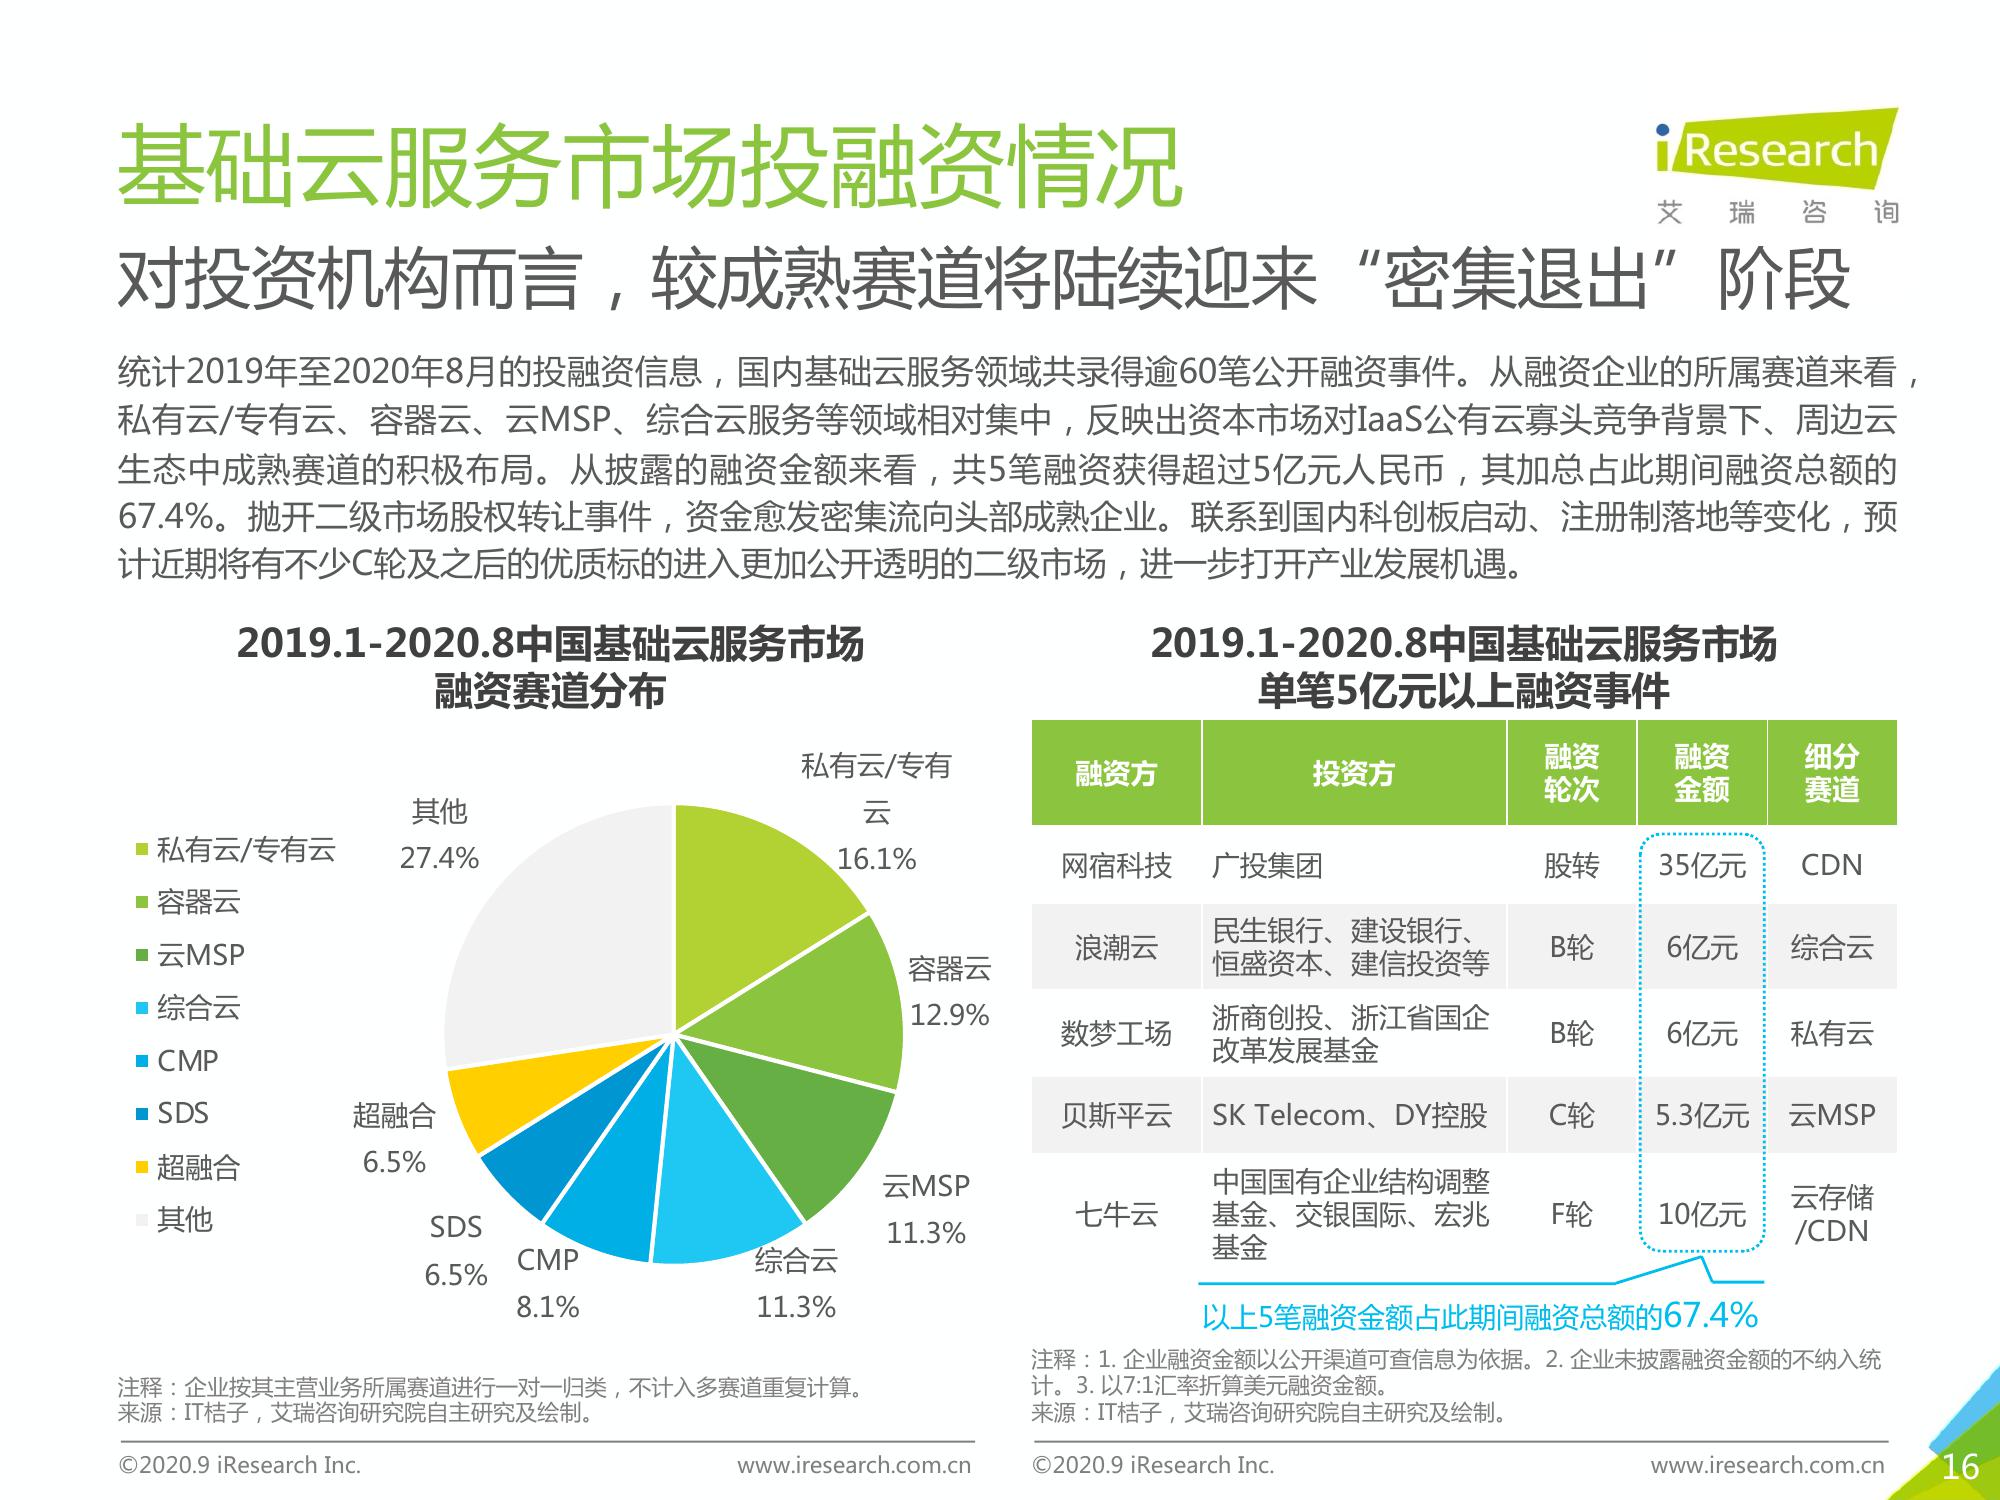 基础云服务市场投融资情况
iResearch
艾 瑞 咨 询
对投资机构而言，较成熟赛道将陆续迎来“密集退出”阶段
统计2019年至2020年8月的投融资信息，国内基础云服务领域共录得逾60笔公开融资事件。从融资企业的所属赛道来看，
私有云/专有云、容器云、云MSP、综合云服务等领域相对集中，反映出资本市场对IaaS公有云寡头竞争背景下、周边云
生态中成熟赛道的积极布局。从披露的融资金额来看，共5笔融资获得超过5亿元人民币，其加总占此期间融资总额的
67.4%。抛开二级市场股权转让事件，资金愈发密集流向头部成熟企业。联系到国内科创板启动、注册制落地等变化，预
计近期将有不少C轮及之后的优质标的进入更加公开透明的二级市场，进一步打开产业发展机遇。
2019.1-2020.8中国基础云服务市场
融资赛道分布
私有云/专有云
容器云
云MSP
综合云
CMP
SDS
超融合
其他
私有云/专有
云
16.1%
容器云
12.9%
云MSP
11.3%
综合云
11.3%
CMP
8.1%
SDS
6.5%
超融合
6.5%
其他
27.4%
注释：企业按其主营业务所属赛道进行一对一归类，不计入多赛道重复计算。
来源：IT桔子，艾瑞咨询研究院自主研究及绘制。
2019.1-2020.8中国基础云服务市场
单笔5亿元以上融资事件
融资方 投资方 融资 融资 细分
轮次 金额 赛道
网宿科技 广投集团 股转 35亿元 CDN
浪潮云 民生银行、建设银行、 B轮 6亿元 综合云
恒盛资本、建信投资等
数梦工场 浙商创投、浙江省国企 B轮 6亿元 私有云
改革发展基金
贝斯平云 SK Telecom、DY控股 C轮 5.3亿元 云MSP
七牛云 中国国有企业结构调整 F轮 10亿元 云存储
基金、交银国际、宏兆 /CDN
基金
以上5笔融资金额占此期间融资总额的67.4%
注释：1. 企业融资金额以公开渠道可查信息为依据。2. 企业未披露融资金额的不纳入统
计。3. 以7:1汇率折算美元融资金额。
来源：IT桔子，艾瑞咨询研究院自主研究及绘制。
©2020.9 iResearch Inc. www.iresearch.com.cn
©2020.9 iResearch Inc. www.iresearch.com.cn
16